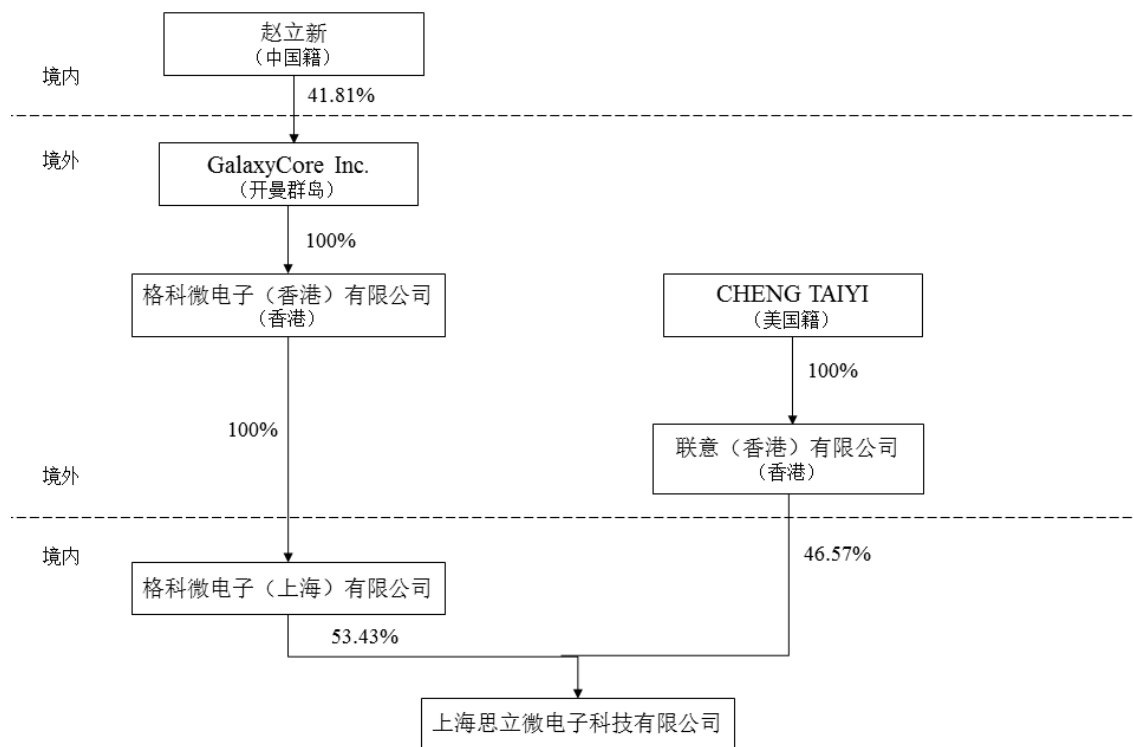 赵立新
（中国籍）
境内
41.81%
境外
GalaxyCore Inc.
（开曼群岛）
100%
格科微电子（香港）有限公司
（香港）
CHENG TAIYI
（美国籍）
100%
100%
联意（香港）有限公司
（香港）
境外
境内
46.57%
格科微电子（上海）有限公司
53.43%
上海思立微电子科技有限公司